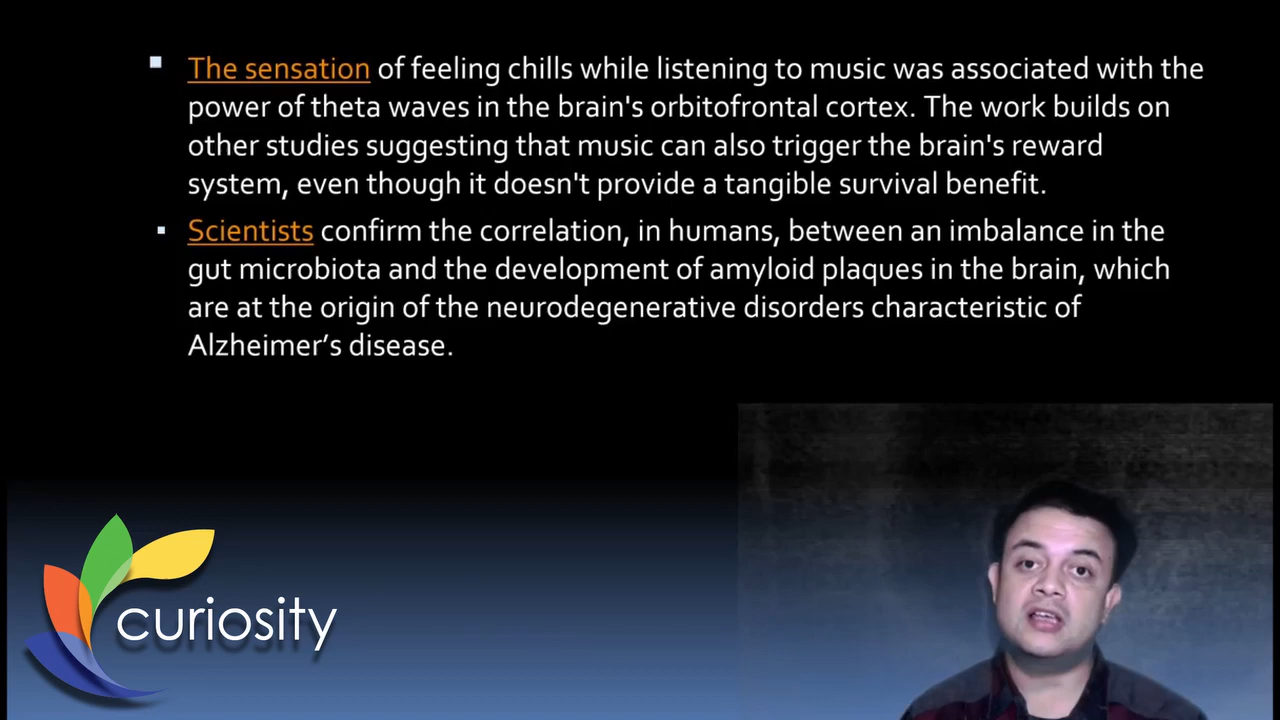 The sensation of feeling chills while listening to music was associated with the
power of theta waves in the brain's orbitofrontal cortex. The work builds on
other studies suggesting that music can also trigger the brain's reward
system, even though it doesn't provide a tangible survival benefit.
Scientists confirm the correlation, in humans, between an imbalance in the
gut microbiota and the development of amyloid plaques in the brain, which
are at the origin of the neurodegenerative disorders characteristic of
Alzheimer’s disease.
curiosity